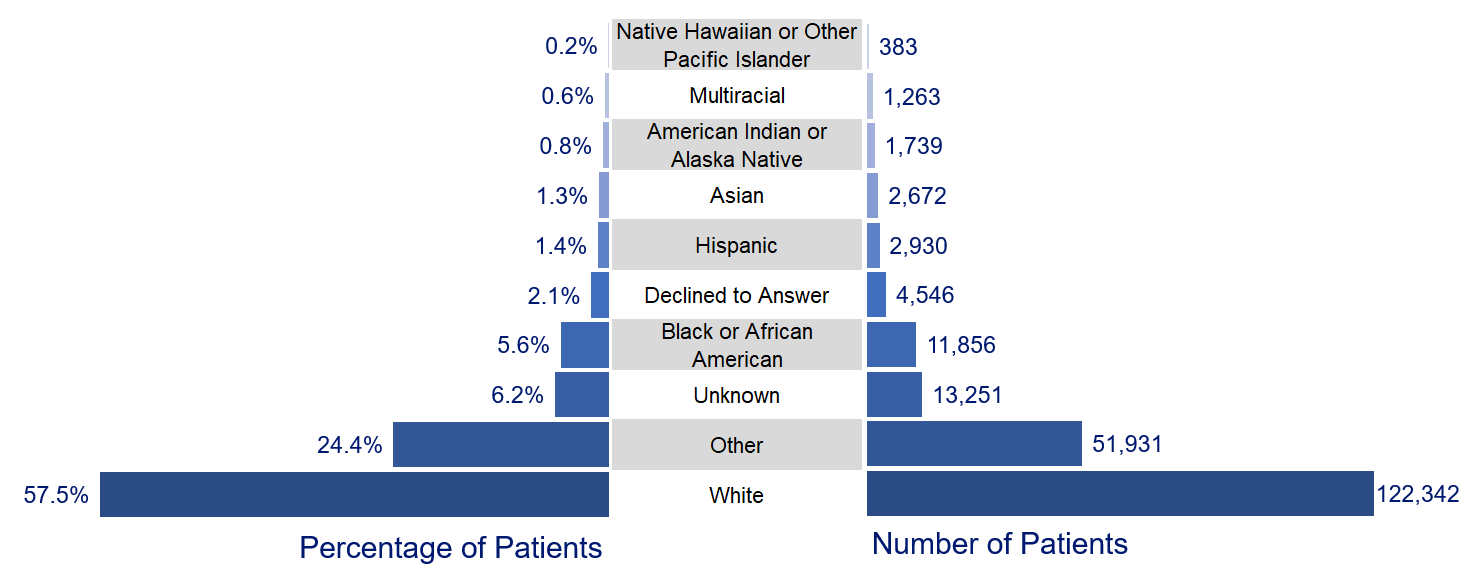 Native Hawaiian or Other
0.2% Pacific Islander 383
0.6% Multiracial 1,263
American Indian or
0.8% Alaska Native 1,739
1.3% Asian 2,672
1.4% Hispanic 2,930
2.1% Declined to Answer 4,546
Black or African
5.6% American 11,856
6.2% Unknown 13,251
24.4% Other 51,931
57.5% White 122,342
Percentage of Patients Number of Patients